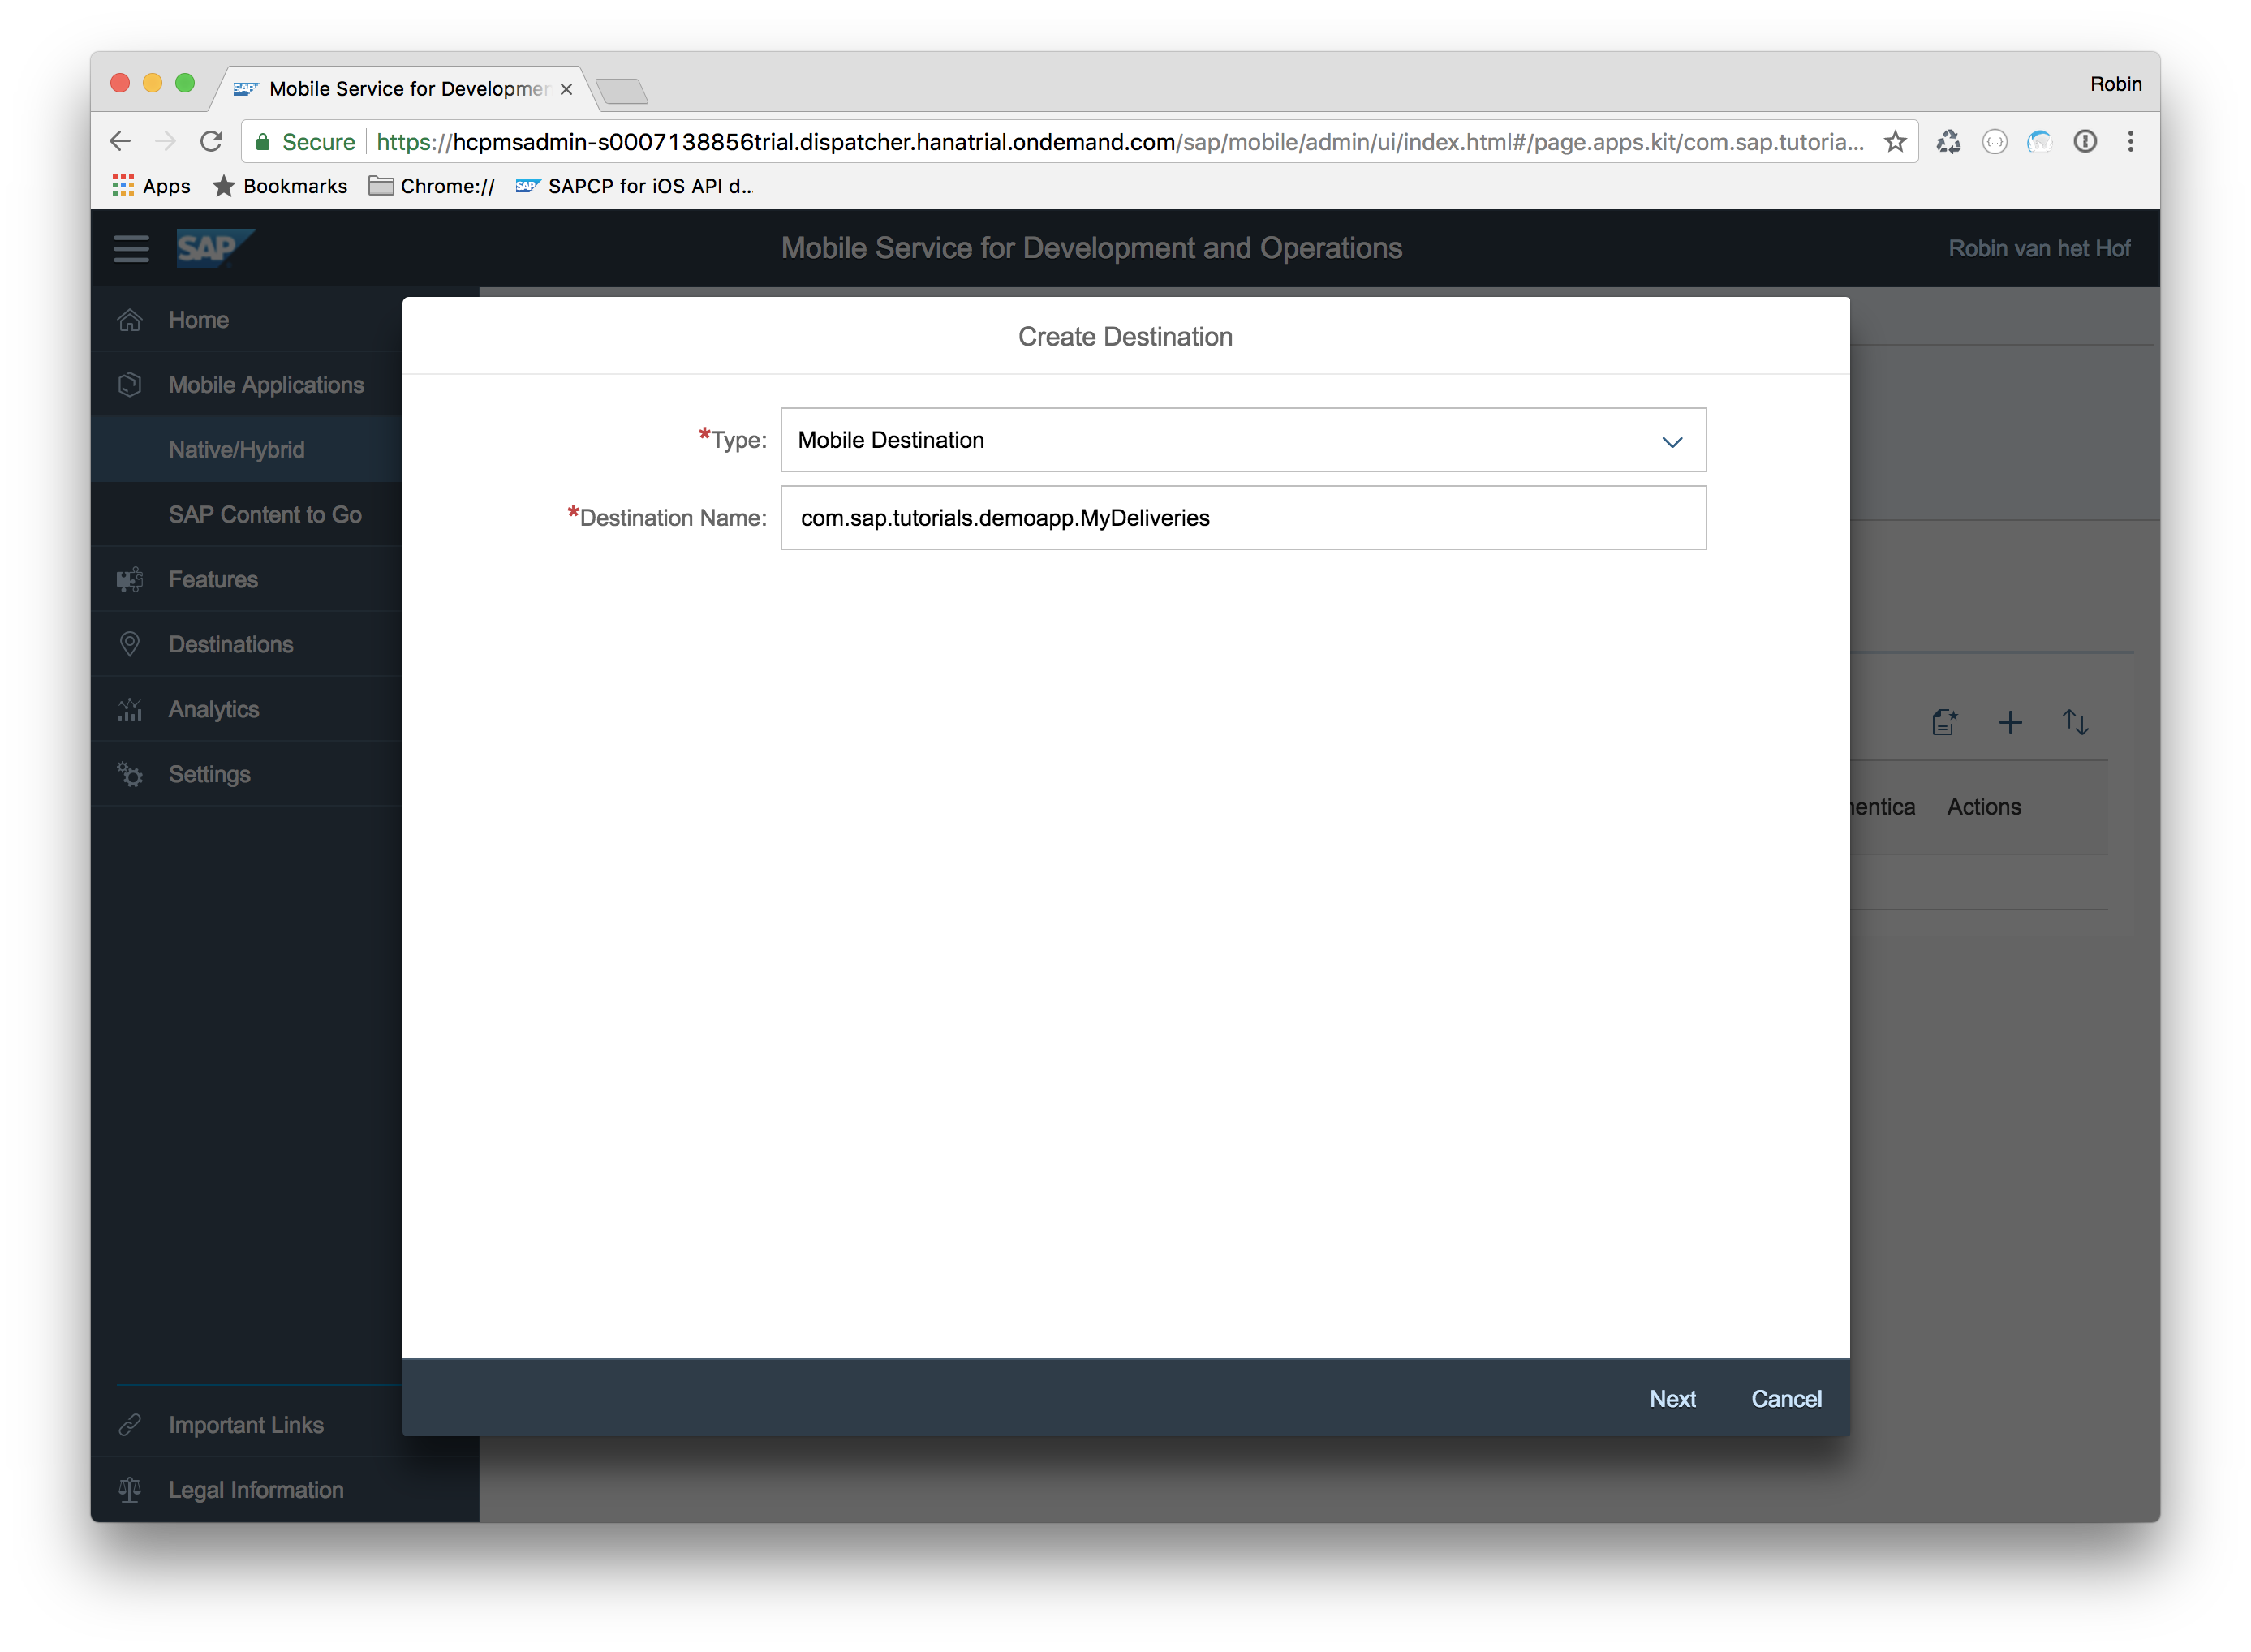 Mobile Service for Developmen
Robin
Secure https://hcpmsadmin-s0007138856trial.dispatcher.hanatrial.ondemand.com/sap/mobile/admin/ui/index.html#/page.apps.kit/com.sap.tutoria...
Apps Bookmarks Chrome:// SAP SAPCP for iOS API d...
SAP Mobile Service for Development and Operations Robin van het Hof
Home
Mobile Applications
Native/Hybrid
SAP Content to Go
Features
Destinations
Analytics
Settings
Important Links
Legal Information
Create Destination
*Type: Mobile Destination
*Destination Name: com.sap.tutorials.demoapp.MyDeliveries
Next Cancel
entica Actions